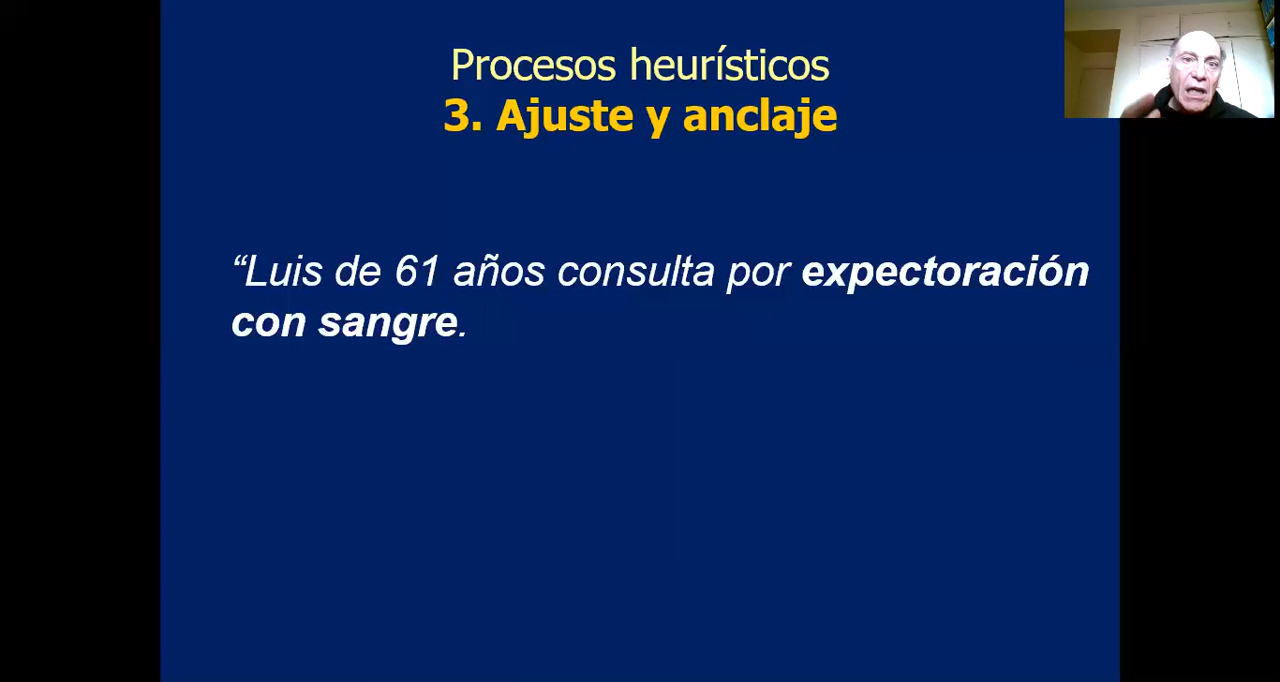 Procesos heurísticos
3. Ajuste y anclaje
“Luis de 61 años consulta por expectoración
con sangre.